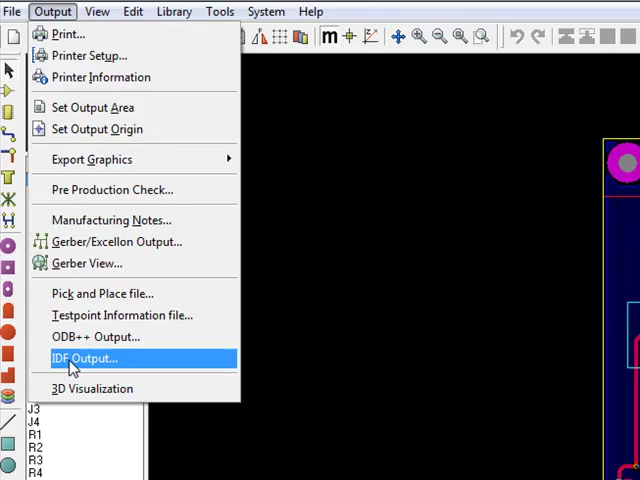 File Output View Edit Library Tools System Help
m
Print...
Printer Setup...
Printer Information
Set Output Area
Set Output Origin
Export Graphics
Pre Production Check...
Manufacturing Notes...
Gerber/Excellon Output...
Gerber View...
Pick and Place file...
Testpoint Information file...
ODB++ Output...
IDF Output...
3D Visualization
J3
J4
R1
R2
R3
R4